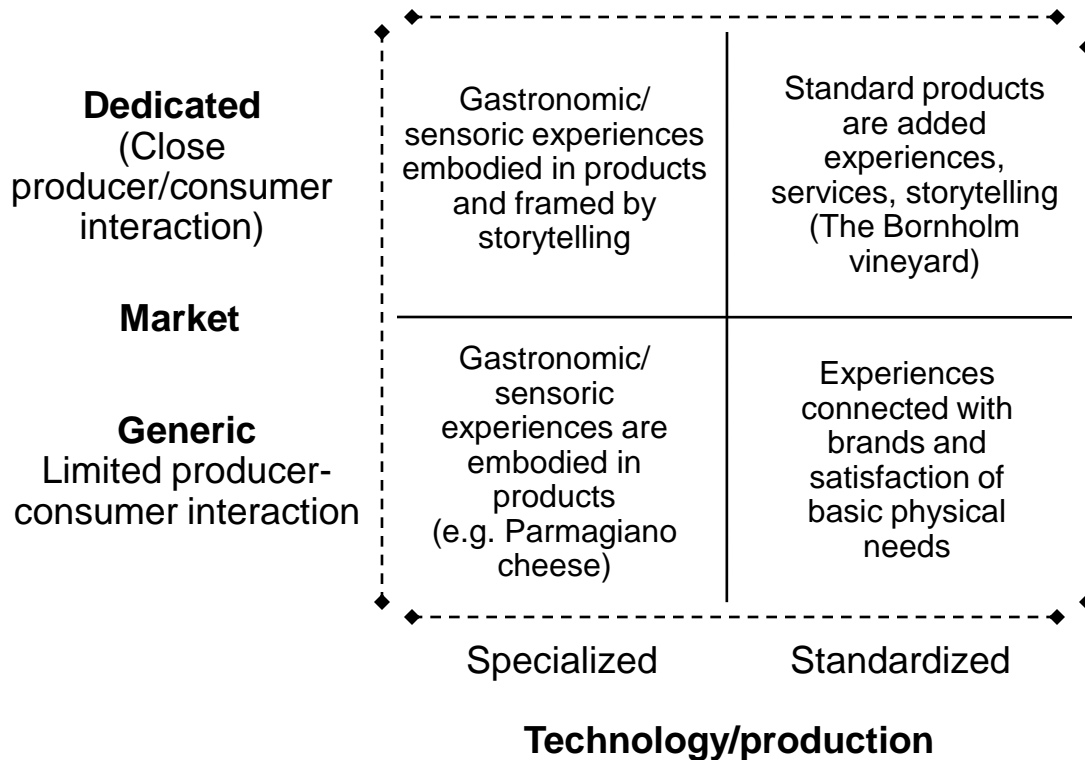 Dedicated
(Close
producer/consumer
interaction)
Gastronomic/
sensoric experiences
embodied in products
and framed by
storytelling
Standard products
are added
experiences,
services, storytelling
(The Bornholm
vineyard)
Market
Generic
Limited producer-
consumer interaction
Gastronomic/
sensoric
experiences are
embodied in
products
(e.g. Parmagiano
cheese)
Experiences
connected with
brands and
satisfaction of
basic physical
needs
Specialized
Standardized
Technology/production